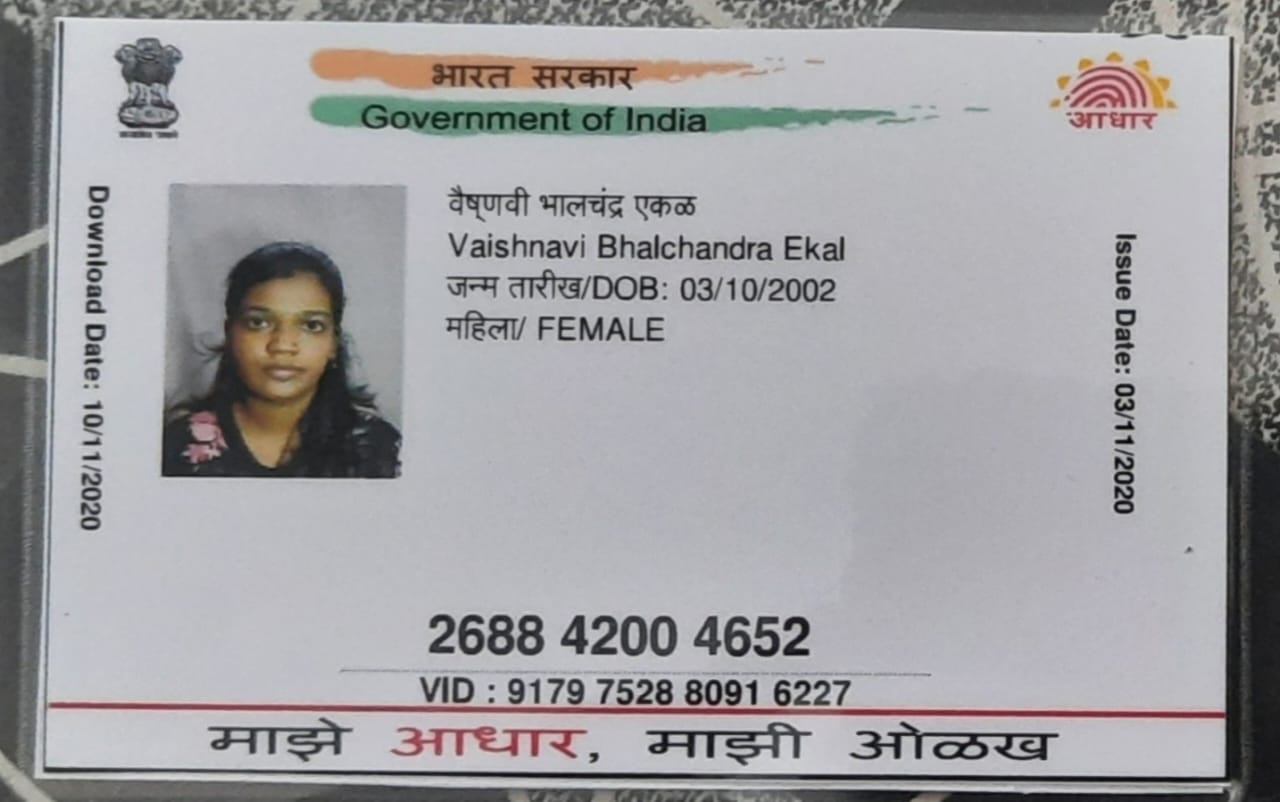 भारत सरकार
Government of India
आधार
Download Date: 10/11/2020
वैष्णवी भालचंद्र एकळ
Vaishnavi Bhalchandra Ekal
जन्म तारीख/DOB: 03/10/2002
महिला/ FEMALE
Issue Date: 03/11/2020
2688 4200 4652
VID : 9179 7528 8091 6227
माझे आधार, माझी ओळख